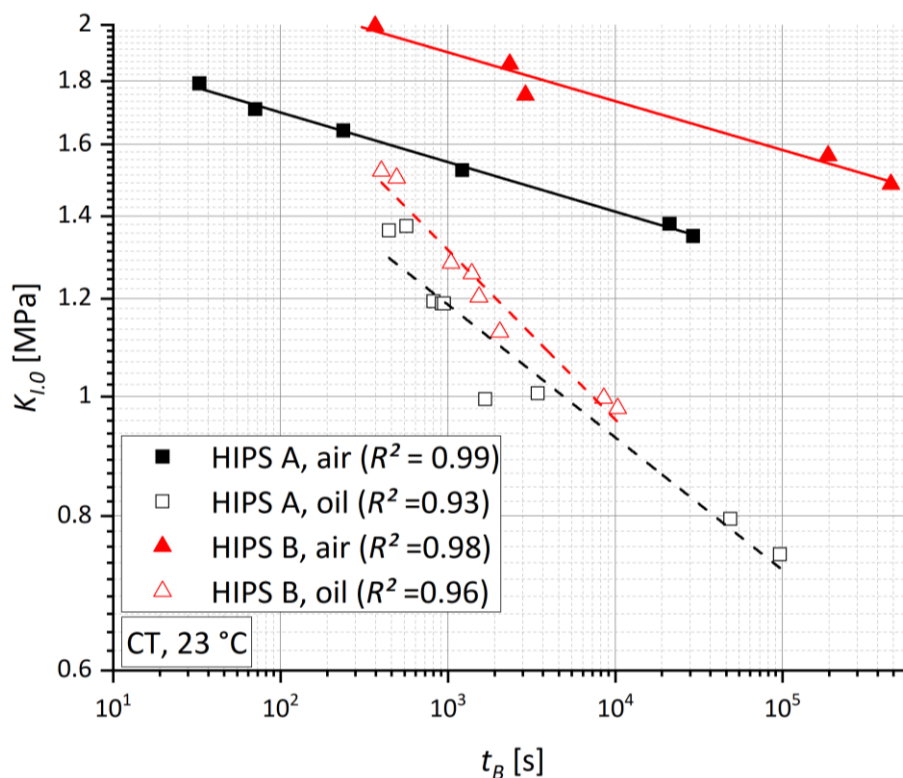 2
1.8
1.6
1.4
1.2
1
0.8
0.6
K_{I.0} [MPa]
HIPS A, air (R² = 0.99)
HIPS A, oil (R² =0.93)
HIPS B, air (R² = 0.98)
HIPS B, oil (R² =0.96)
CT, 23 °C
10¹ 10² 10³ 10⁴ 10⁵
t_B [s]